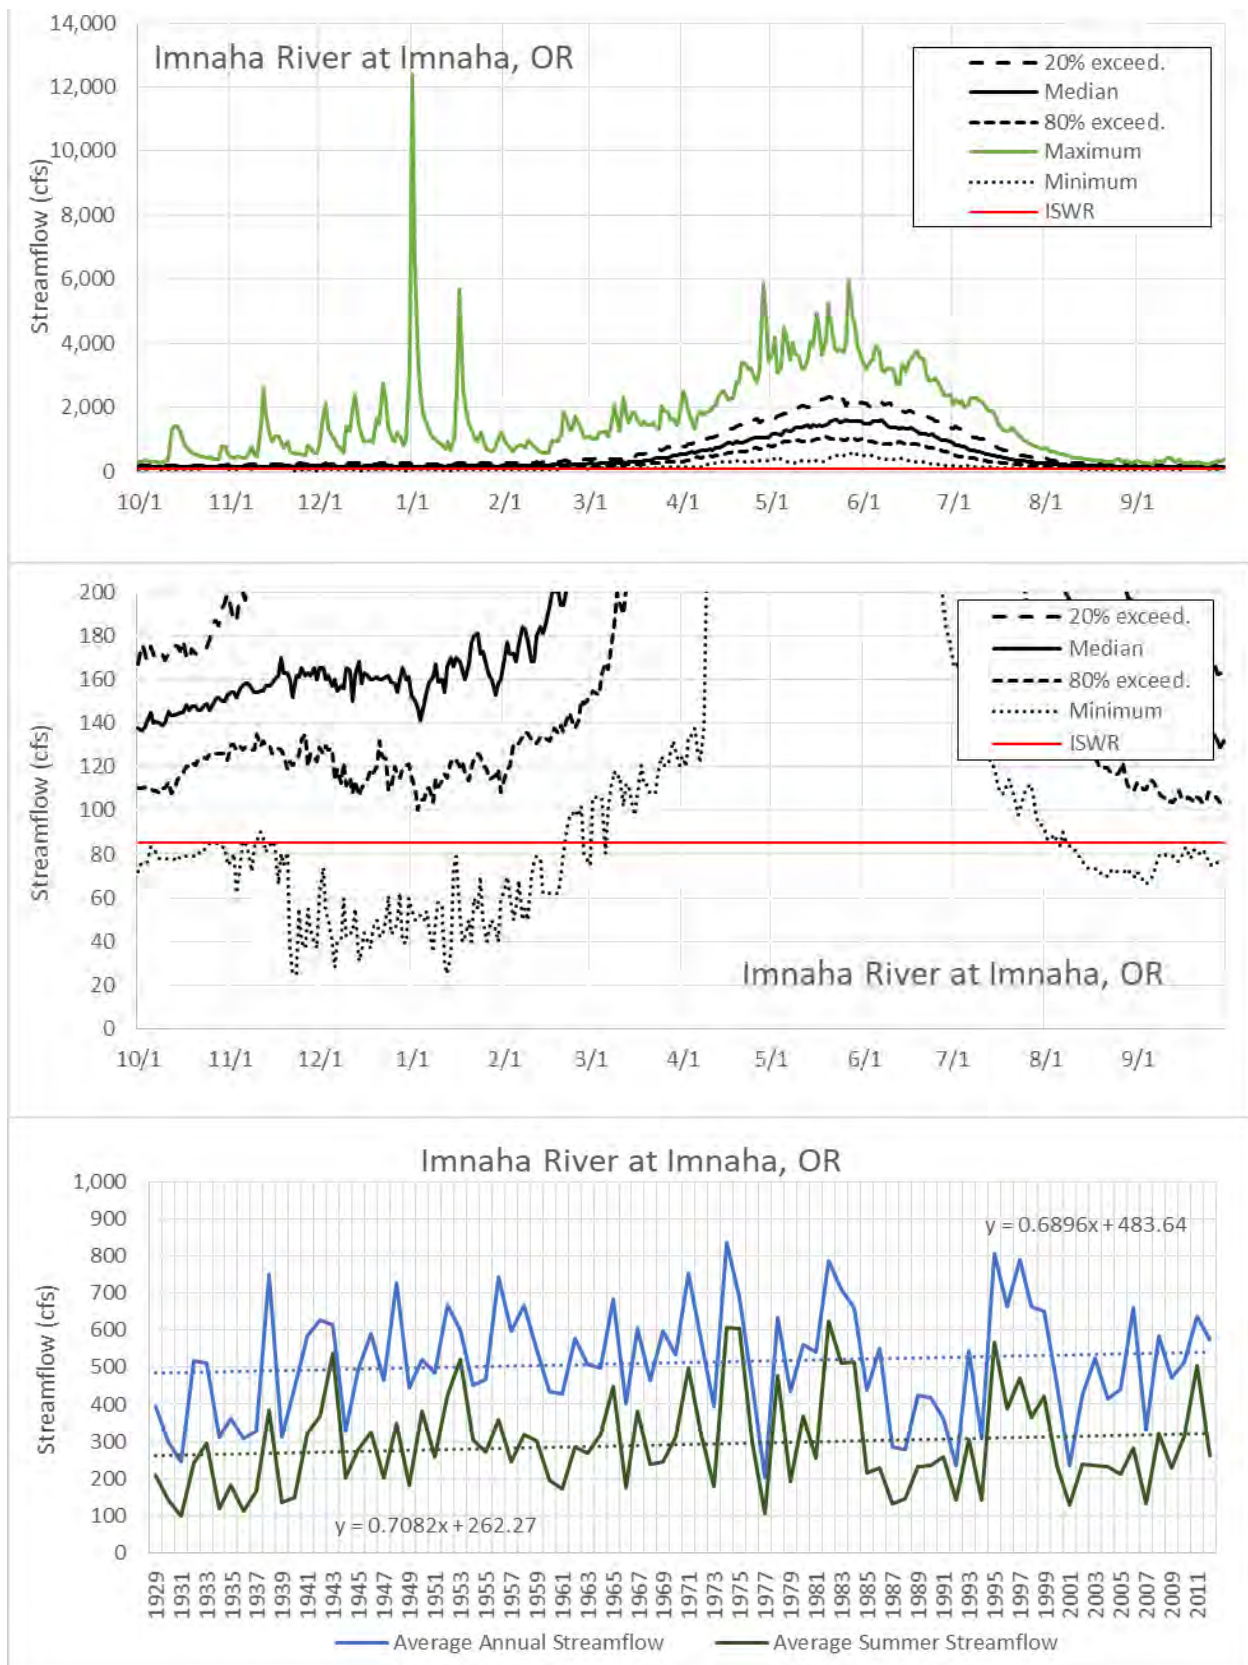 Imnaha River at Imnaha, OR
Streamflow (cfs)
14,000
12,000
10,000
8,000
6,000
4,000
2,000
0
20% exceed.
Median
80% exceed.
Maximum
Minimum
ISWR
10/1 11/1 12/1 1/1 2/1 3/1 4/1 5/1 6/1 7/1 8/1 9/1
Streamflow (cfs)
200
180
160
140
120
100
80
60
40
20
0
20% exceed.
Median
80% exceed.
Minimum
ISWR
Imnaha River at Imnaha, OR
10/1 11/1 12/1 1/1 2/1 3/1 4/1 5/1 6/1 7/1 8/1 9/1
Imnaha River at Imnaha, OR
Streamflow (cfs)
1,000
900
800
700
600
500
400
300
200
100
0
y = 0.6896x + 483.64
y = 0.7082x + 262.27
1929 1931 1933 1935 1937 1939 1941 1943 1945 1947 1949 1951 1953 1955 1957 1959 1961 1963 1965 1967 1969 1971 1973 1975 1977 1979 1981 1983 1985 1987 1989 1991 1993 1995 1997 1999 2001 2003 2005 2007 2009 2011
Average Annual Streamflow Average Summer Streamflow